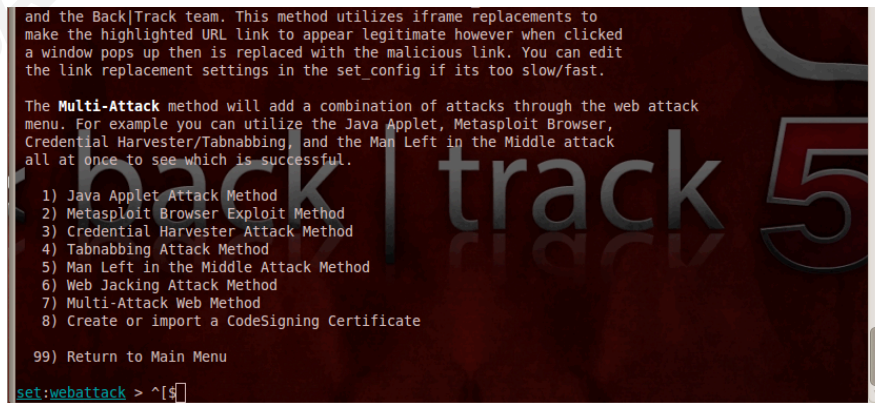 and the Back|Track team. This method utilizes iframe replacements to
make the highlighted URL link to appear legitimate however when clicked
a window pops up then is replaced with the malicious link. You can edit
the link replacement settings in the set_config if its too slow/fast.
The Multi-Attack method will add a combination of attacks through the web attack
menu. For example you can utilize the Java Applet, Metasploit Browser,
Credential Harvester/Tabnabbing, and the Man Left in the Middle attack
all at once to see which is successful.
back | track 5
1) Java Applet Attack Method
2) Metasploit Browser Exploit Method
3) Credential Harvester Attack Method
4) Tabnabbing Attack Method
5) Man Left in the Middle Attack Method
6) Web Jacking Attack Method
7) Multi-Attack Web Method
8) Create or import a CodeSigning Certificate
99) Return to Main Menu
set:webattack > ^[$